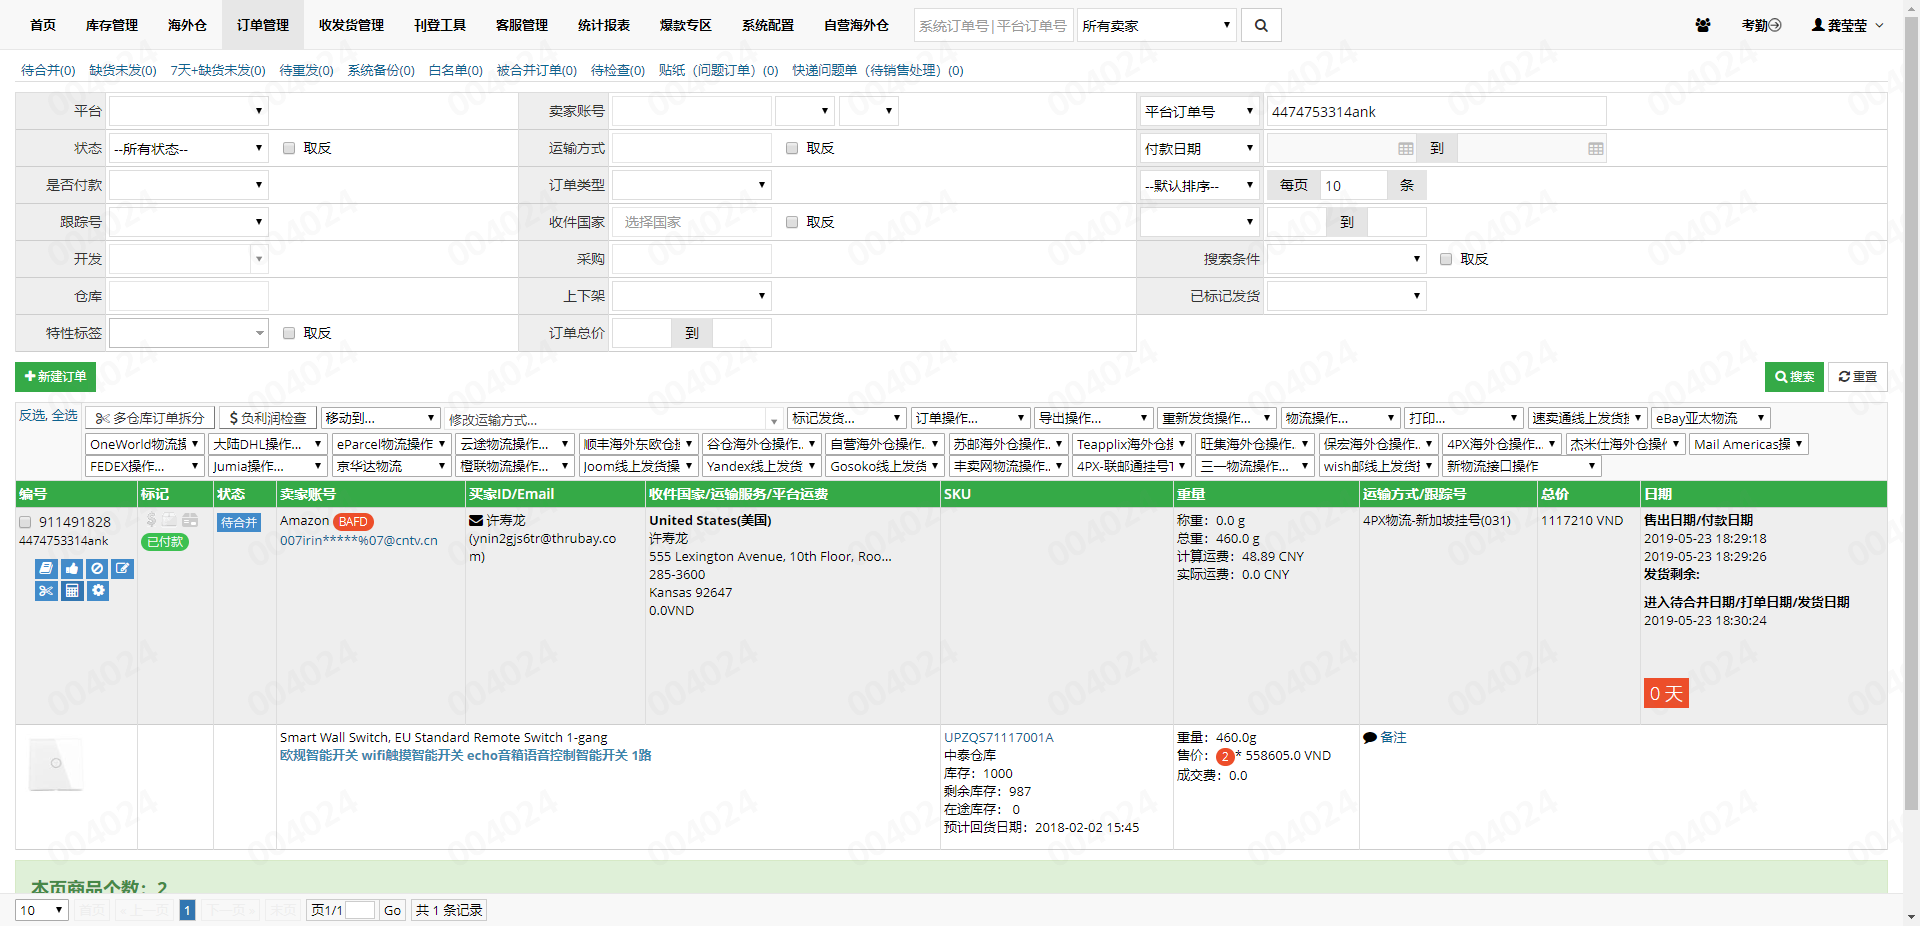 首页 库存管理 海外仓 订单管理 收发货管理 刊登工具 客服管理 统计报表 爆款专区 系统配置 自营海外仓 系统订单号|平台订单号 所有卖家 考勤 龚莹莹
待合并(0) 缺货未发(0) 7天+缺货未发(0) 待重发(0) 系统备份(0) 白名单(0) 被合并订单(0) 待检查(0) 贴纸（问题订单）(0) 快递问题单（待销售处理）(0)
平台 卖家账号 平台订单号 4474753314ank
状态 --所有状态-- 取反 运输方式 取反 付款日期 到
是否付款 订单类型 --默认排序-- 每页 10 条
跟踪号 收件国家 选择国家 取反 到
开发 采购 搜索条件 取反
仓库 上下架 已标记发货
特性标签 取反 订单总价 到
新建订单 搜索 重置
反选, 全选 多仓库订单拆分 $ 负利润检查 移动到... 修改运输方式... 标记发货... 订单操作... 导出操作... 重新发货操作... 物流操作... 打印... 速卖通线上发货 eBay亚太物流
OneWorld物流操 大陆DHL操作... eParcel物流操作 云途物流操作... 顺丰海外东欧仓 谷仓海外仓操作.. 自营海外仓操作. 苏邮海外仓操作.. Teapplix海外仓 旺集海外仓操作. 保宏海外仓操作.. 4PX海外仓操作... 杰米仕海外仓操 Mail Americas操
FEDEX操作... Jumia操作... 京华达物流 橙联物流操作... Joom线上发货操 Yandex线上发货 Gosoko线上发货 丰卖网物流操作.. 4PX-联邮通挂号 三一物流操作... wish邮线上发货 新物流接口操作
编号 标记 状态 卖家账号 买家ID/Email 收件国家/运输服务/平台运费 SKU 重量 运输方式/跟踪号 总价 日期
911491828
4474753314ank
已付款
待合并
Amazon BAFD
007irin*****%07@cntv.cn
许寿龙
(ynin2gjs6tr@thrubay.co
m)
United States(美国)
许寿龙
555 Lexington Avenue, 10th Floor, Roo...
285-3600
Kansas 92647
0.0VND
称重：0.0 g
总重：460.0 g
计算运费：48.89 CNY
实际运费：0.0 CNY
4PX物流-新加坡挂号(031)
1117210 VND
售出日期/付款日期
2019-05-23 18:29:18
2019-05-23 18:29:26
发货剩余:
进入待合并日期/打单日期/发货日期
2019-05-23 18:30:24
0 天
Smart Wall Switch, EU Standard Remote Switch 1-gang
欧规智能开关 wifi触摸智能开关 echo音箱语音控制智能开关 1路
UPZQS71117001A
中泰仓库
库存：1000
剩余库存：987
在途库存： 0
预计回货日期：2018-02-02 15:45
重量：460.0g
售价： 2 * 558605.0 VND
成交费：0.0
备注
本页商品个数：2
10 首页 «上一页 1 下一页» 末页 页1/1 Go 共 1 条记录
004024